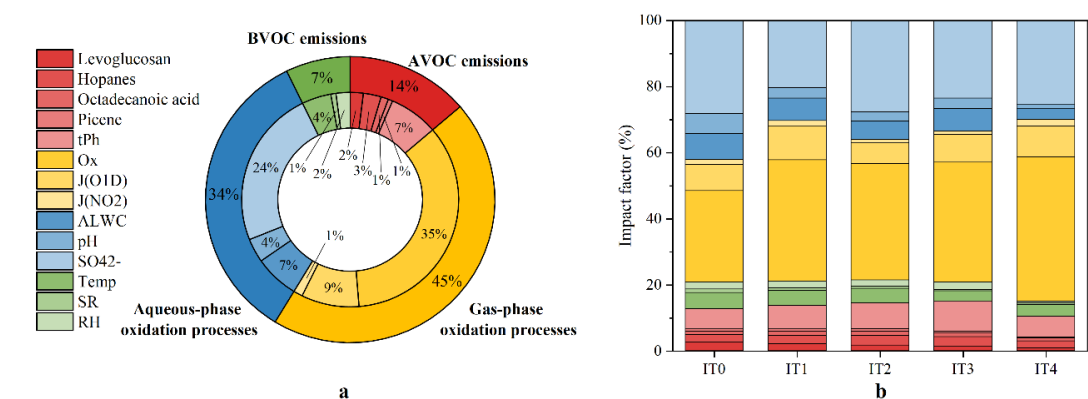 BVOC emissions
AVOC emissions
Levoglucosan
Hopanes
Octadecanoic acid
Picene
tPh
Ox
J(O1D)
J(NO2)
ALWC
pH
SO42-
Temp
SR
RH
7%
14%
4%
7%
1%
2%
2%
3%
1%
1%
24%
34%
4%
7%
1%
9%
35%
45%
Aqueous-phase
oxidation processes
Gas-phase
oxidation processes
a
Impact factor (%)
100
80
60
40
20
0
IT0
IT1
IT2
IT3
IT4
b